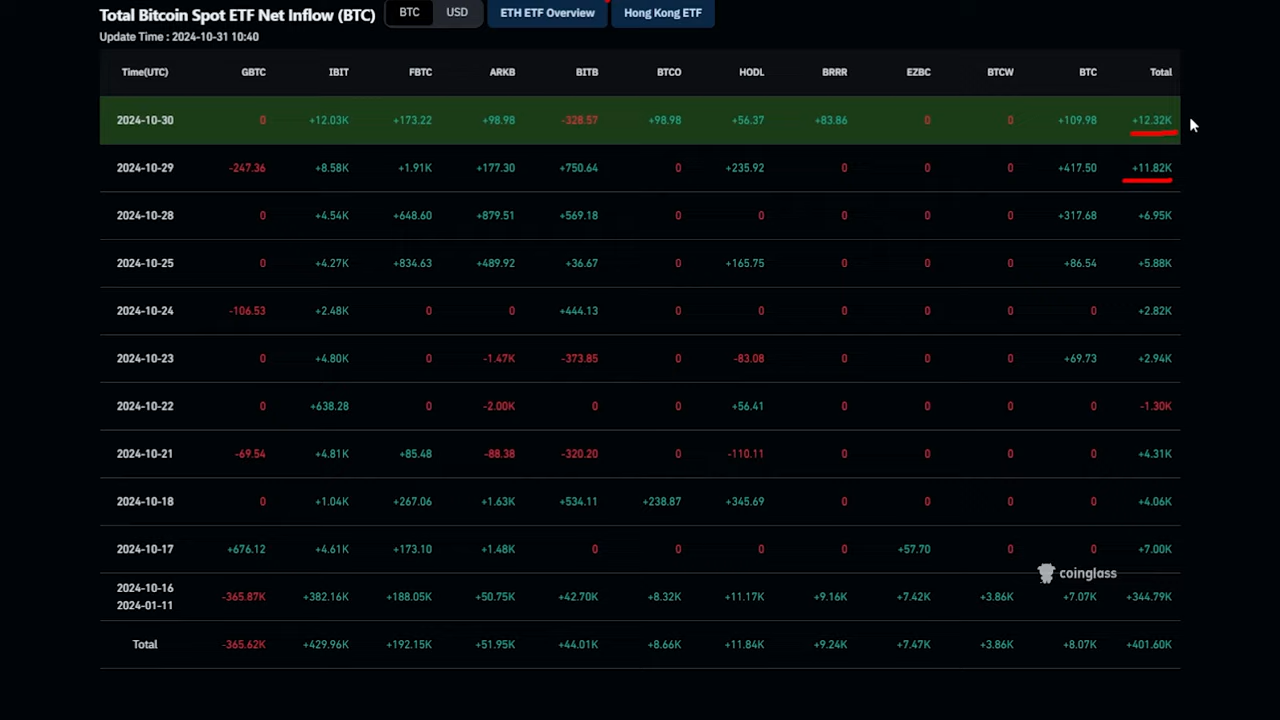 Total Bitcoin Spot ETF Net Inflow (BTC) BTC USD ETH ETF Overview Hong Kong ETF
Update Time : 2024-10-31 10:40
Time(UTC) GBTC IBIT FBTC ARKB BITB BTCO HODL BRRR EZBC BTCW BTC Total
2024-10-30 0 +12.03K +173.22 +98.98 -328.57 +98.98 +56.37 +83.86 0 0 +109.98 +12.32K
2024-10-29 -247.36 +8.58K +1.91K +177.30 +750.64 0 +235.92 0 0 0 +417.50 +11.82K
2024-10-28 0 +4.54K +648.60 +879.51 +569.18 0 0 0 0 0 +317.68 +6.95K
2024-10-25 0 +4.27K +834.63 +489.92 +36.67 0 +165.75 0 0 0 +86.54 +5.88K
2024-10-24 -106.53 +2.48K 0 0 +444.13 0 0 0 0 0 0 +2.82K
2024-10-23 0 +4.80K 0 -1.47K -373.85 0 -83.08 0 0 0 +69.73 +2.94K
2024-10-22 0 +638.28 0 -2.00K 0 0 +56.41 0 0 0 0 -1.30K
2024-10-21 -69.54 +4.81K +85.48 -88.38 -320.20 0 -110.11 0 0 0 0 +4.31K
2024-10-18 0 +1.04K +267.06 +1.63K +534.11 +238.87 +345.69 0 0 0 0 +4.06K
2024-10-17 +676.12 +4.61K +173.10 +1.48K 0 0 0 0 +57.70 0 0 +7.00K
coinglass
2024-10-16
2024-01-11 -365.87K +382.16K +188.05K +50.75K +42.70K +8.32K +11.17K +9.16K +7.42K +3.86K +7.07K +344.79K
Total -365.62K +429.96K +192.15K +51.95K +44.01K +8.66K +11.84K +9.24K +7.47K +3.86K +8.07K +401.60K